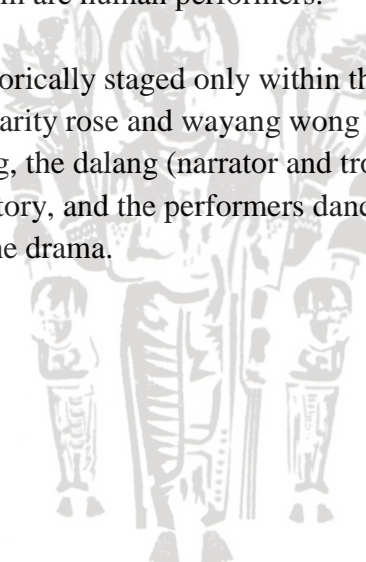 are human performers.
orically staged only within th
arity rose and wayang wong
g, the dalang (narrator and tro
tory, and the performers danc
ne drama.